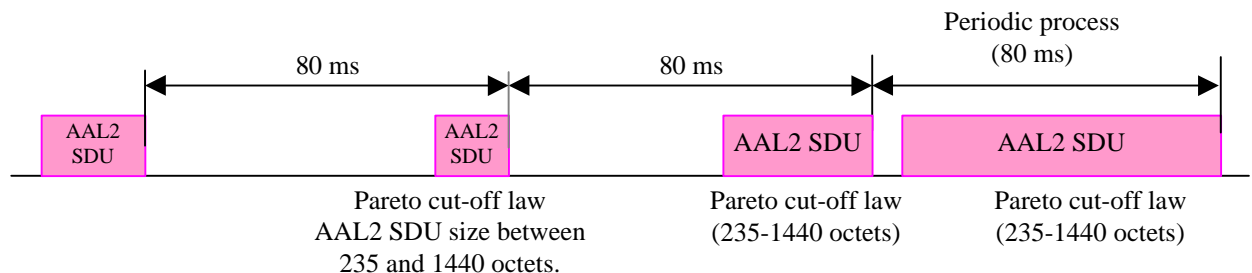 Periodic process
(80 ms)
80 ms
80 ms
AAL2
SDU
AAL2
SDU
AAL2 SDU
AAL2 SDU
Pareto cut-off law
AAL2 SDU size between
235 and 1440 octets.
Pareto cut-off law
(235-1440 octets)
Pareto cut-off law
(235-1440 octets)